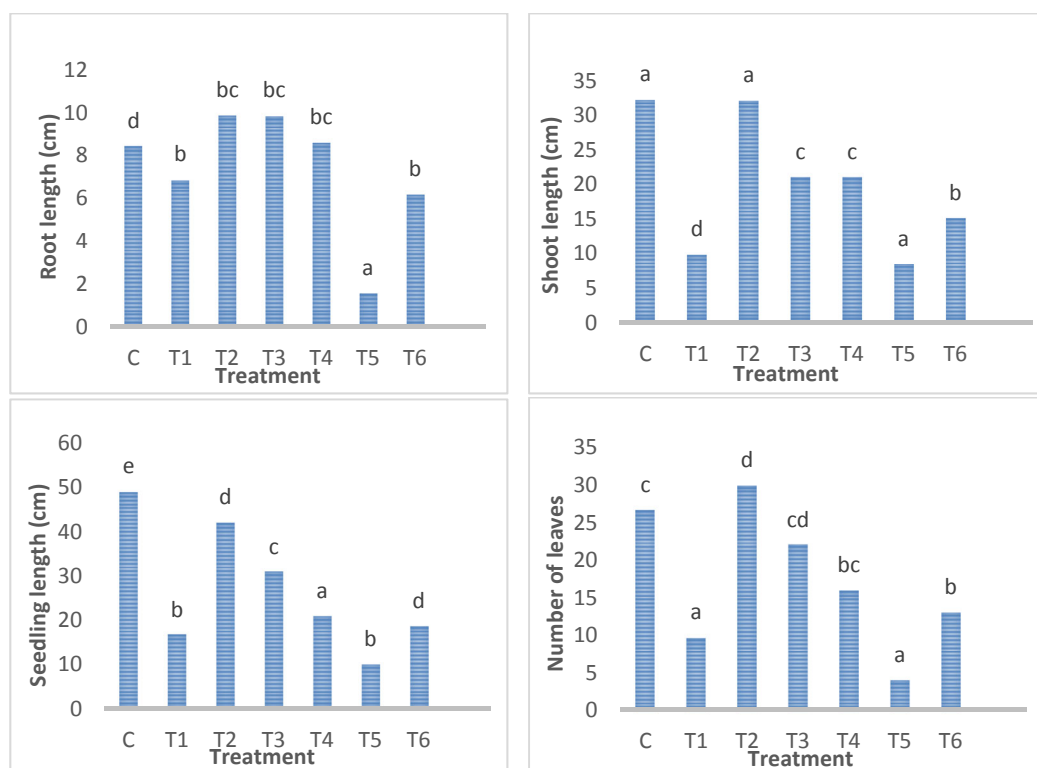 Root length (cm)
12
10
8
6
4
2
0
d
b
bc
bc
bc
a
b
C T1 T2 T3 T4 T5 T6
Treatment
Shoot length (cm)
35
30
25
20
15
10
5
0
a
d
a
c
c
a
b
C T1 T2 T3 T4 T5 T6
Treatment
Seedling length (cm)
60
50
40
30
20
10
0
e
b
d
c
a
b
d
C T1 T2 T3 T4 T5 T6
Treatment
Number of leaves
35
30
25
20
15
10
5
0
c
a
d
cd
bc
a
b
C T1 T2 T3 T4 T5 T6
Treatment